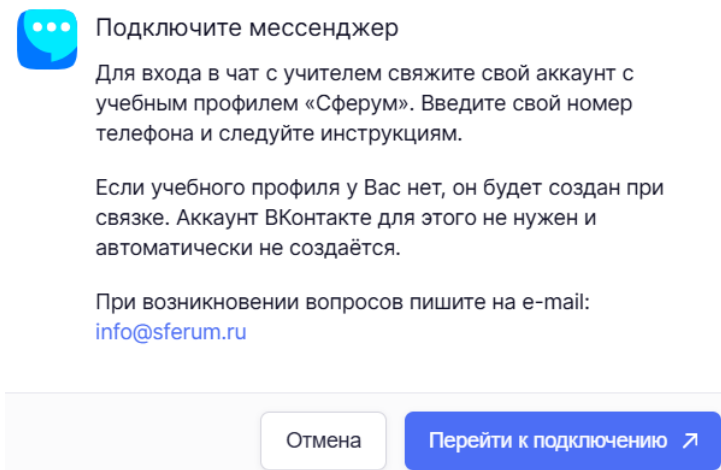 Подключите мессенджер
Для входа в чат с учителем свяжите свой аккаунт с
учебным профилем «Сферум». Введите свой номер
телефона и следуйте инструкциям.
Если учебного профиля у Вас нет, он будет создан при
связке. Аккаунт ВКонтакте для этого не нужен и
автоматически не создаётся.
При возникновении вопросов пишите на e-mail:
info@sferum.ru
Отмена
Перейти к подключению